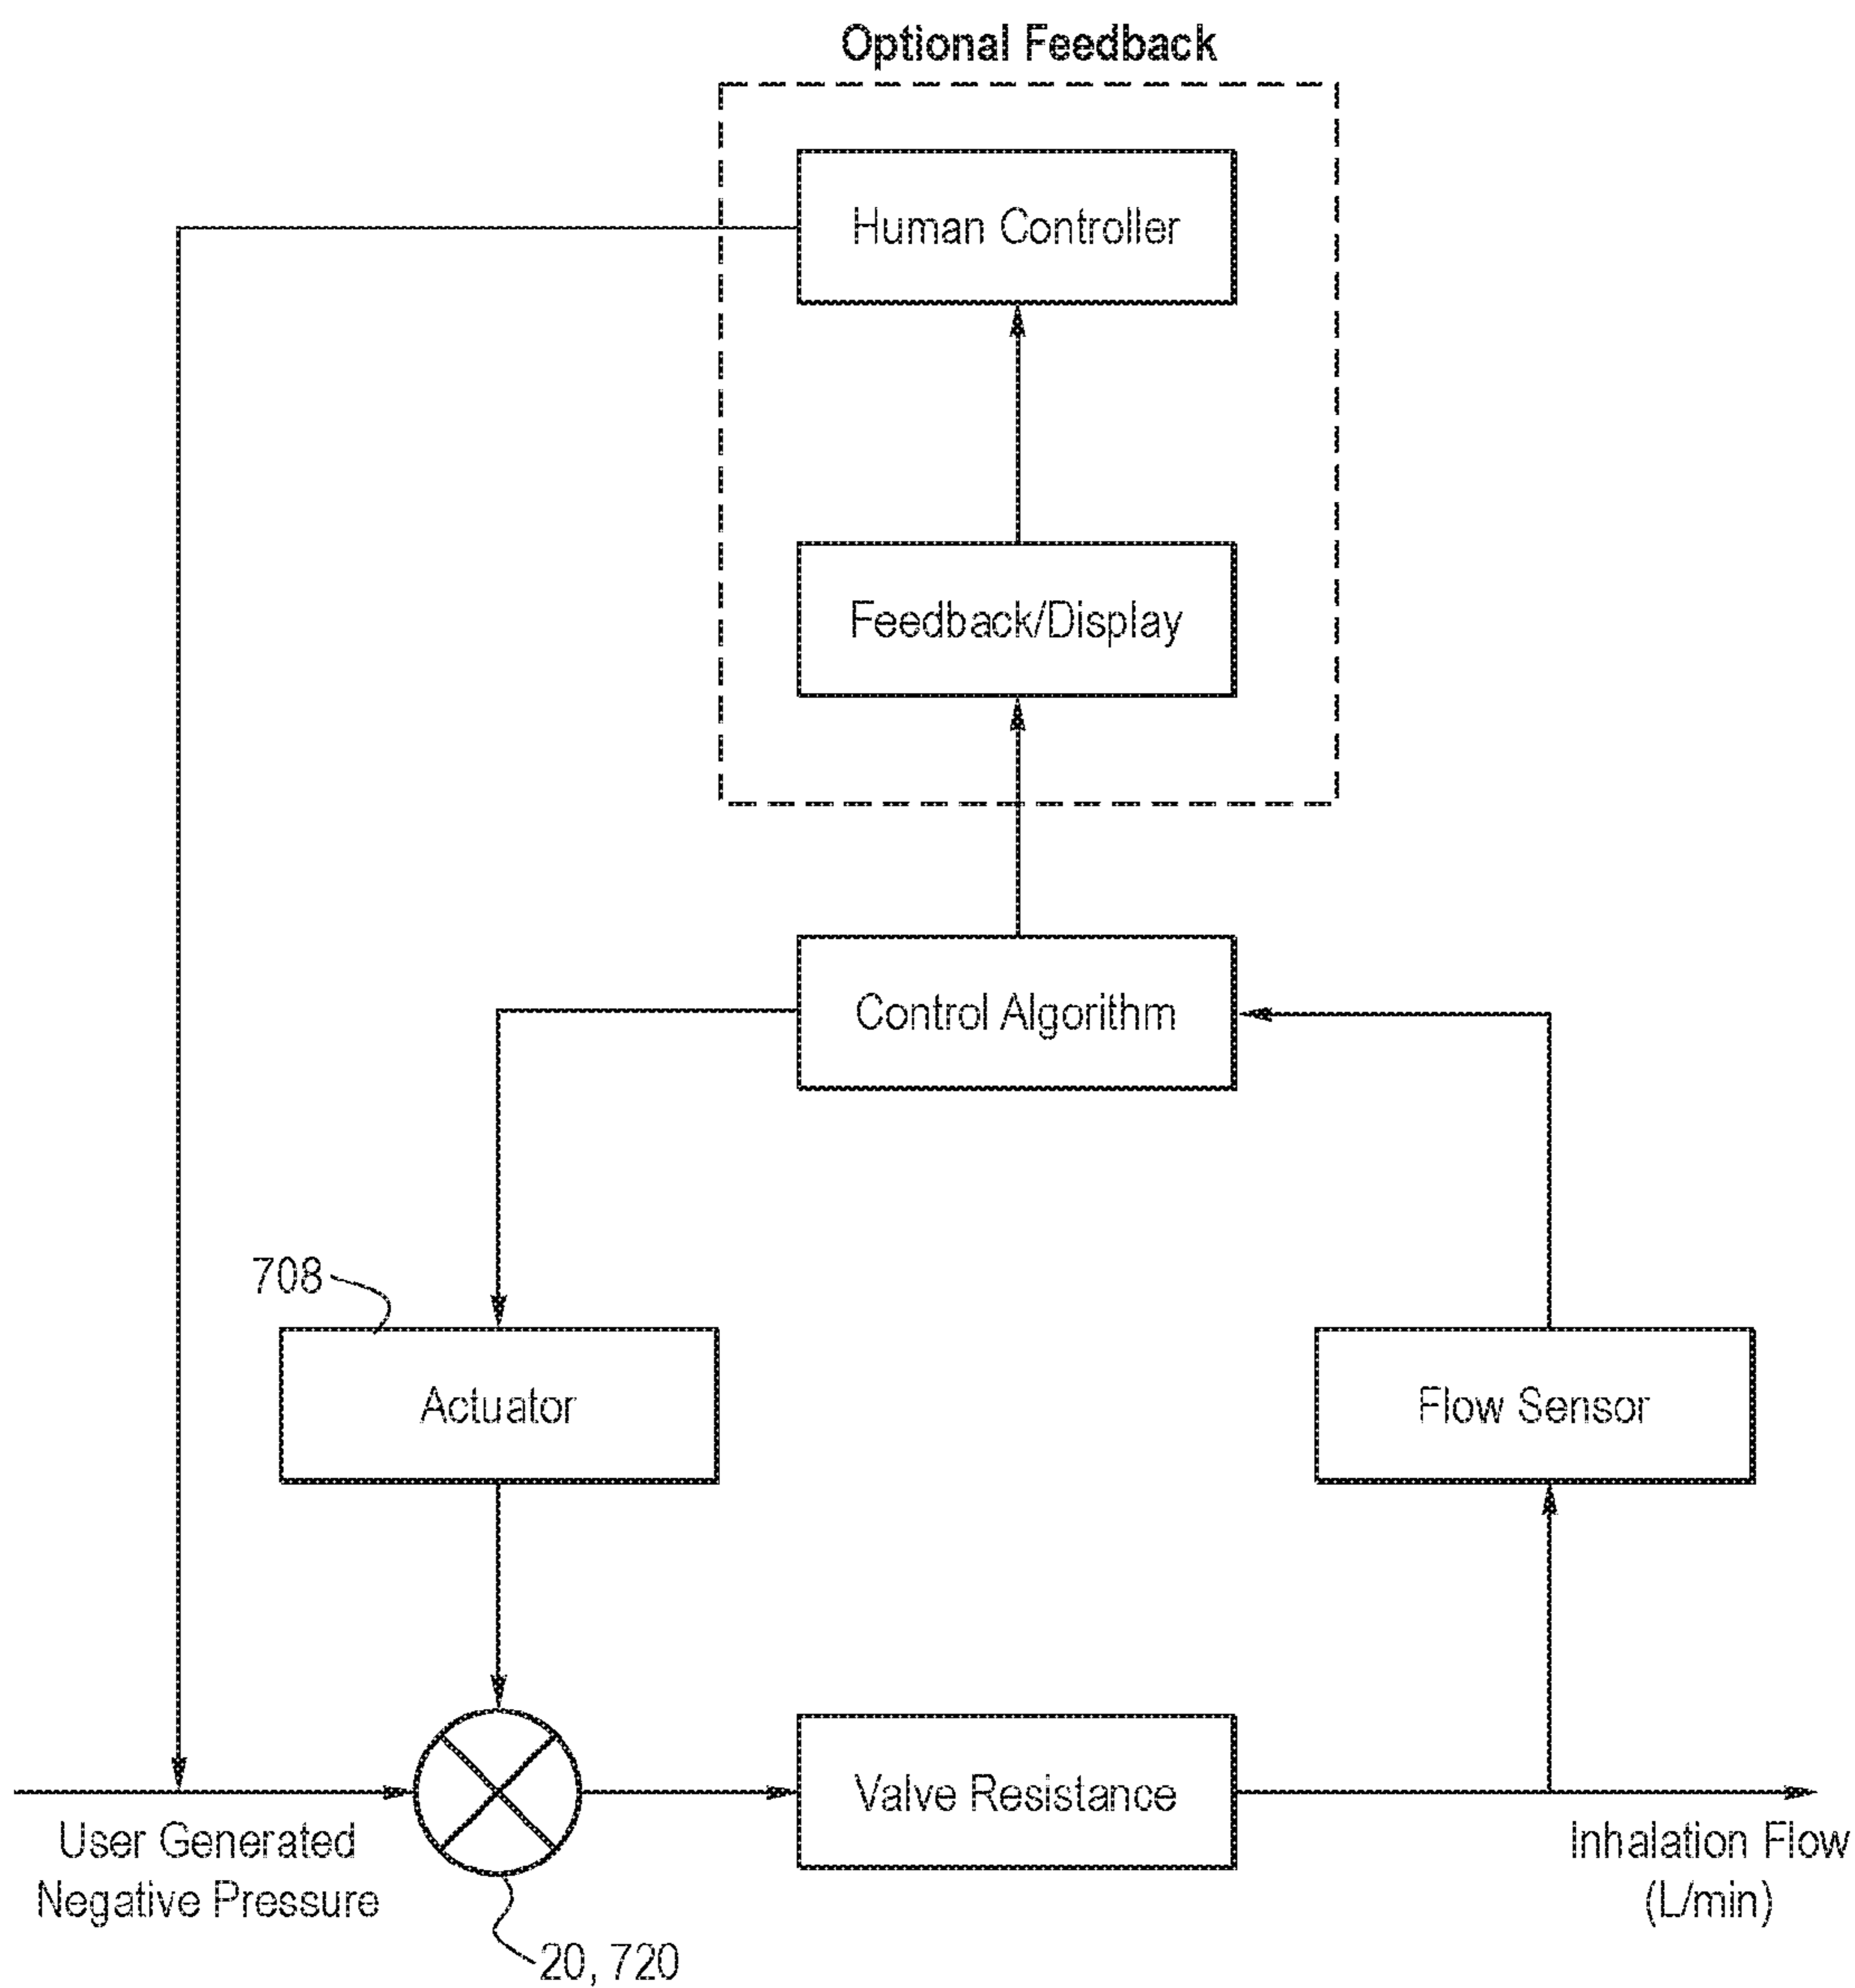 Optional Feedback
Human Controller
Feedback/Display
Control Algorithm
708
Actuator
Flow Sensor
Valve Resistance
User Generated
Negative Pressure
Inhalation Flow
(L/min)
20, 720